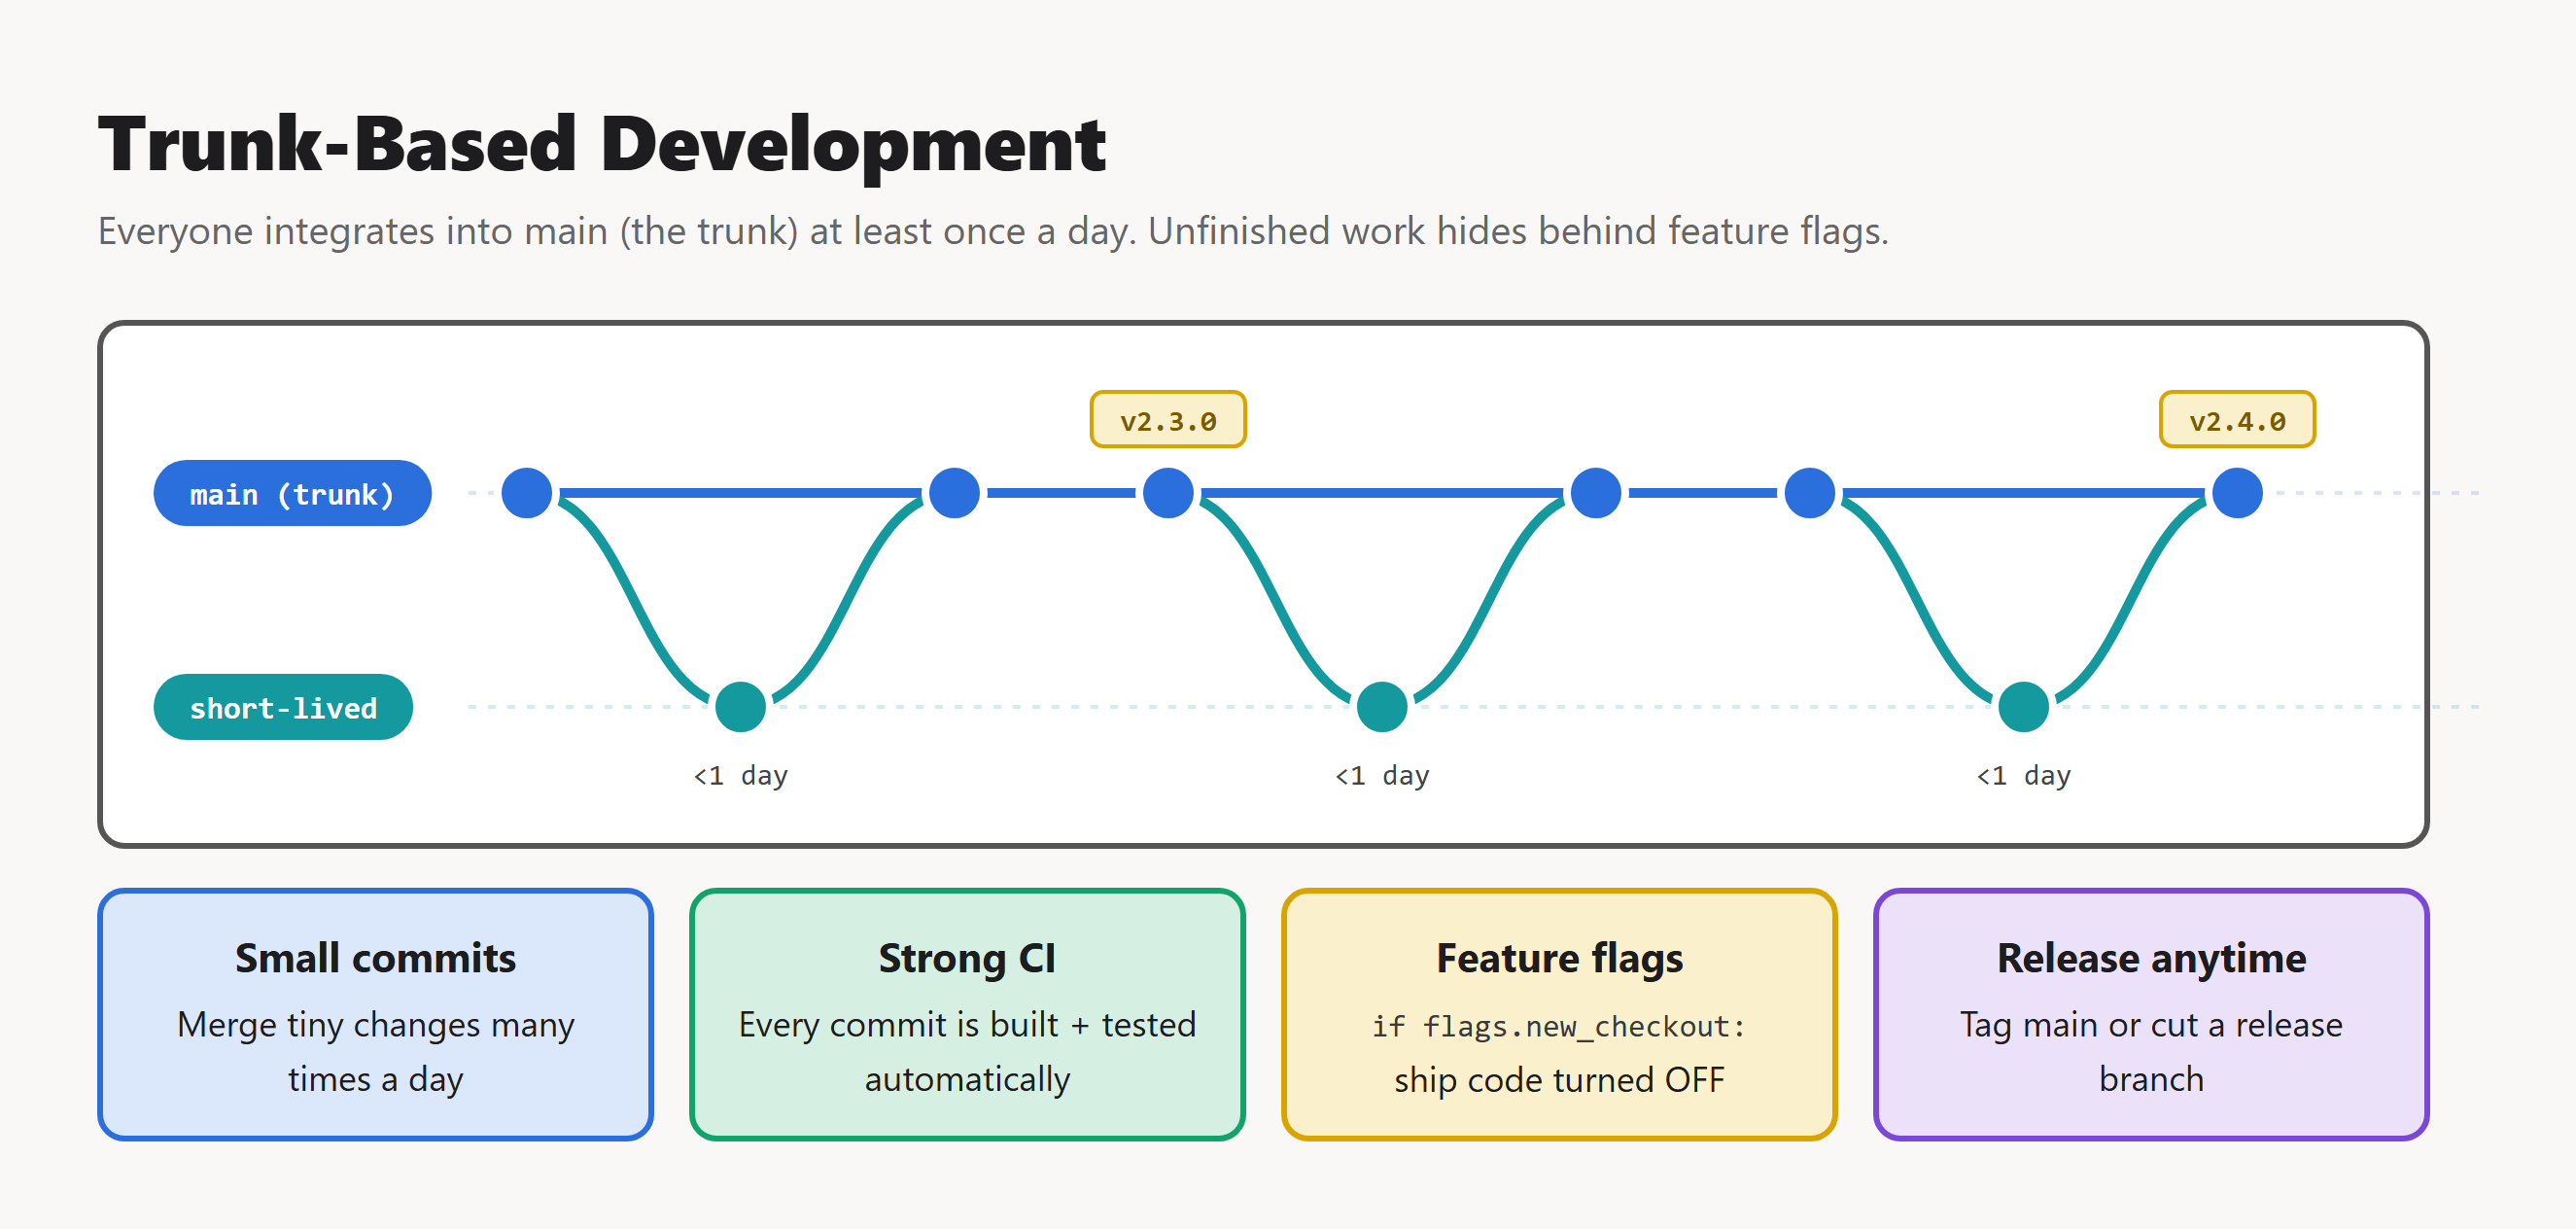 Trunk-Based Development
Everyone integrates into main (the trunk) at least once a day. Unfinished work hides behind feature flags.
v2.3.0
v2.4.0
main (trunk)
short-lived
<1 day
<1 day
<1 day
Small commits
Merge tiny changes many
times a day
Strong CI
Every commit is built + tested
automatically
Feature flags
if flags.new_checkout:
ship code turned OFF
Release anytime
Tag main or cut a release
branch